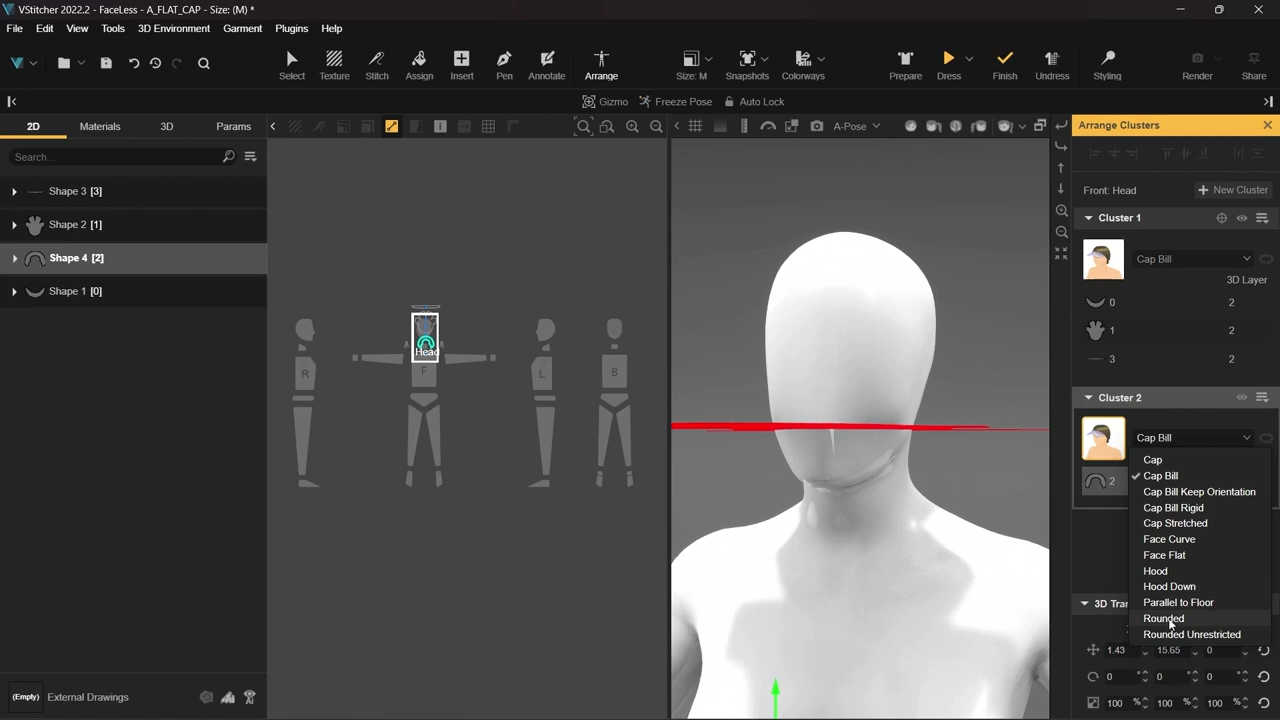 VStitcher 2022.2 - FaceLess - A_FLAT_CAP - Size: (M) *
File Edit View Tools 3D Environment Garment Plugins Help
Select Texture Stitch Assign Insert Pen Annotate Arrange Size: M Snapshots Colorways Prepare Dress Finish Undress Styling Render Share
Gizmo Freeze Pose Auto Lock
2D Materials 3D Params
A-Pose
Arrange Clusters
Search...
Shape 3 [3]
Shape 2 [1]
Shape 4 [2]
Shape 1 [0]
Head
R F L B
Front: Head + New Cluster
Cluster 1
Cap Bill
3D Layer
0 2
1 2
3 2
Cluster 2
Cap Bill
2
Cap
Cap Bill
Cap Bill Keep Orientation
Cap Bill Rigid
Cap Stretched
Face Curve
Face Flat
Hood
Hood Down
Parallel to Floor
Rounded
Rounded Unrestricted
3D Tran
1.43 15.65 0
0 ° 0 ° 0 °
100 % 100 % 100 %
(Empty) External Drawings